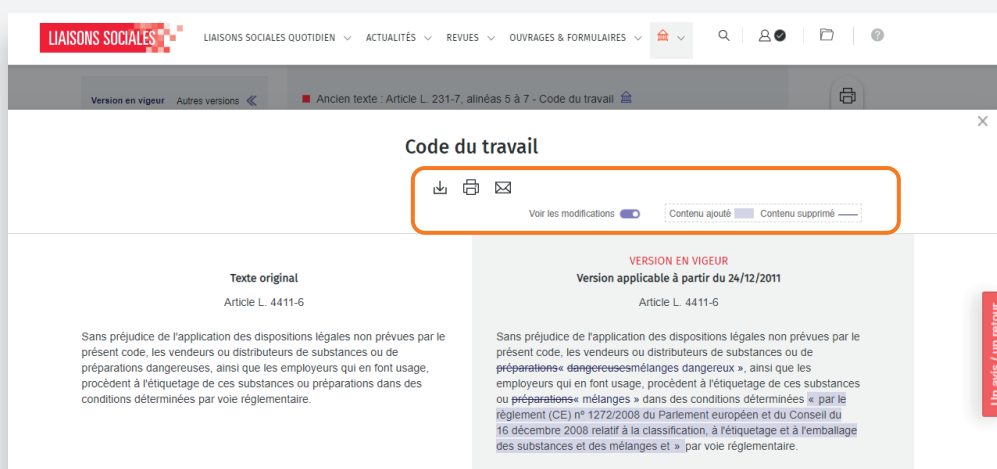 LIAISONS SOCIALES
LIAISONS SOCIALES QUOTIDIEN
ACTUALITÉS
REVUES
OUVRAGES & FORMULAIRES
?
Version en vigeur
Autres versions
Ancien texte : Article L. 231-7, alinéas 5 à 7 - Code du travail
Code du travail
Voir les modifications
Contenu ajouté
Contenu supprimé
Texte original
Article L. 4411-6
Sans préjudice de l'application des dispositions légales non prévues par le
présent code, les vendeurs ou distributeurs de substances ou de
préparations dangereuses, ainsi que les employeurs qui en font usage,
procèdent à l'étiquetage de ces substances ou préparations dans des
conditions déterminées par voie réglementaire.
VERSION EN VIGEUR
Version applicable à partir du 24/12/2011
Article L. 4411-6
Sans préjudice de l'application des dispositions légales non prévues par le
présent code, les vendeurs ou distributeurs de substances ou de
préparations« dangereusesmélanges dangereux », ainsi que les
employeurs qui en font usage, procèdent à l'étiquetage de ces substances
ou préparations« mélanges » dans des conditions déterminées « par le
règlement (CE) nº 1272/2008 du Parlement européen et du Conseil du
16 décembre 2008 relatif à la classification, à l'étiquetage et à l'emballage
des substances et des mélanges et » par voie réglementaire.
Un avis / un retour